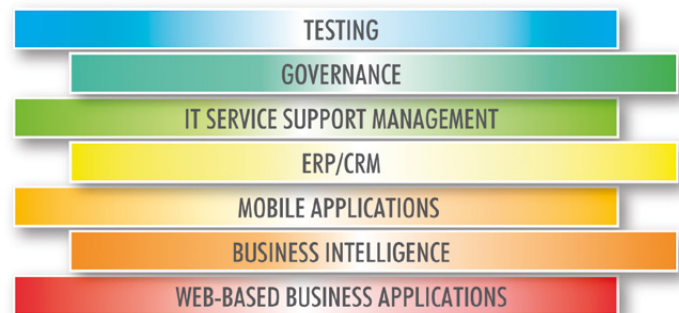 TESTING
GOVERNANCE
IT SERVICE SUPPORT MANAGEMENT
ERP/CRM
MOBILE APPLICATIONS
BUSINESS INTELLIGENCE
WEB-BASED BUSINESS APPLICATIONS